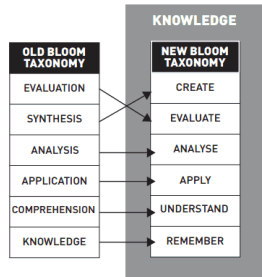 KNOWLEDGE
OLD BLOOM
TAXONOMY
EVALUATION
SYNTHESIS
ANALYSIS
APPLICATION
COMPREHENSION
KNOWLEDGE
NEW BLOOM
TAXONOMY
CREATE
EVALUATE
ANALYSE
APPLY
UNDERSTAND
REMEMBER